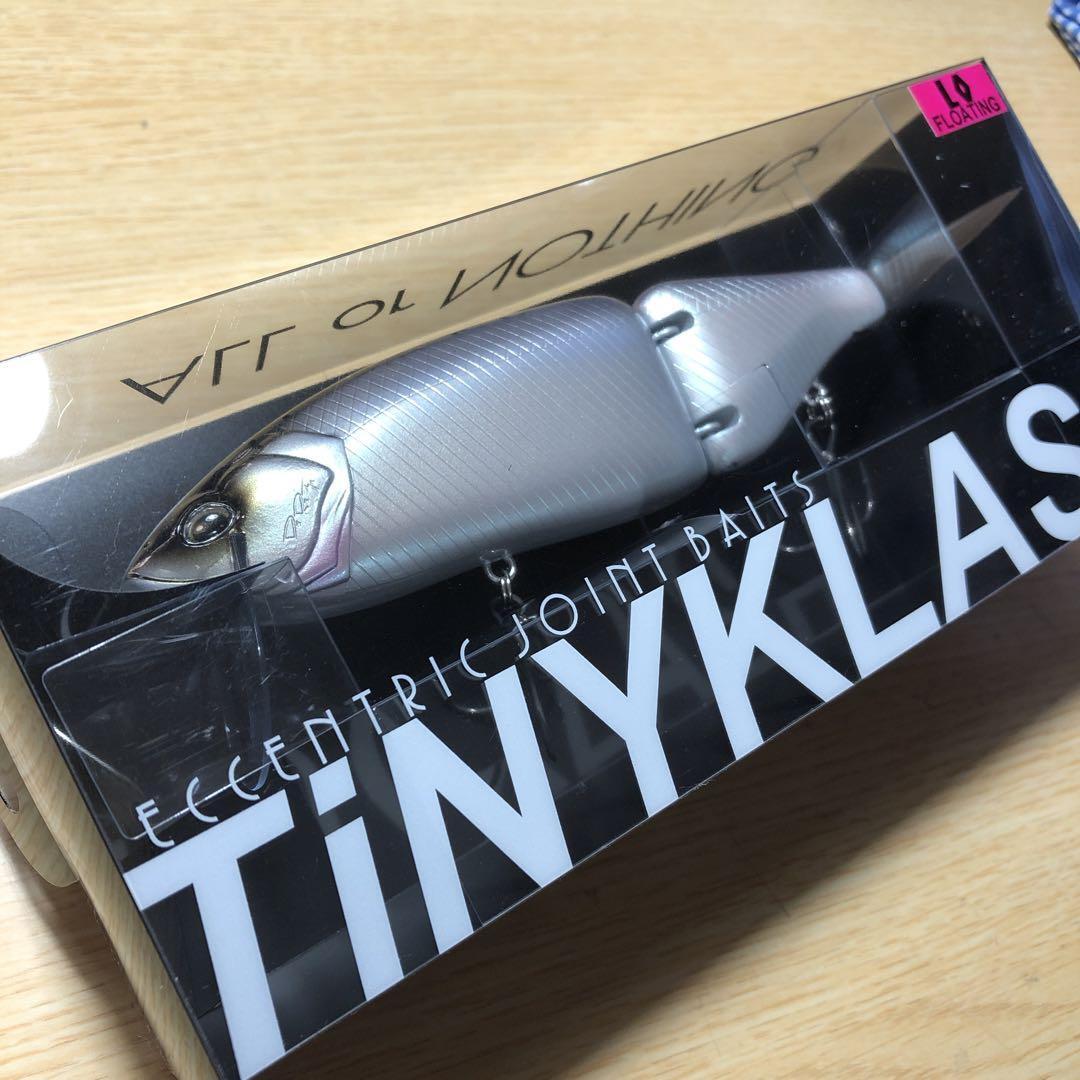 LO
FLOATING
ALL or NOTHING
ECCENTRIC JOINT BAITS
TiNYKLAS